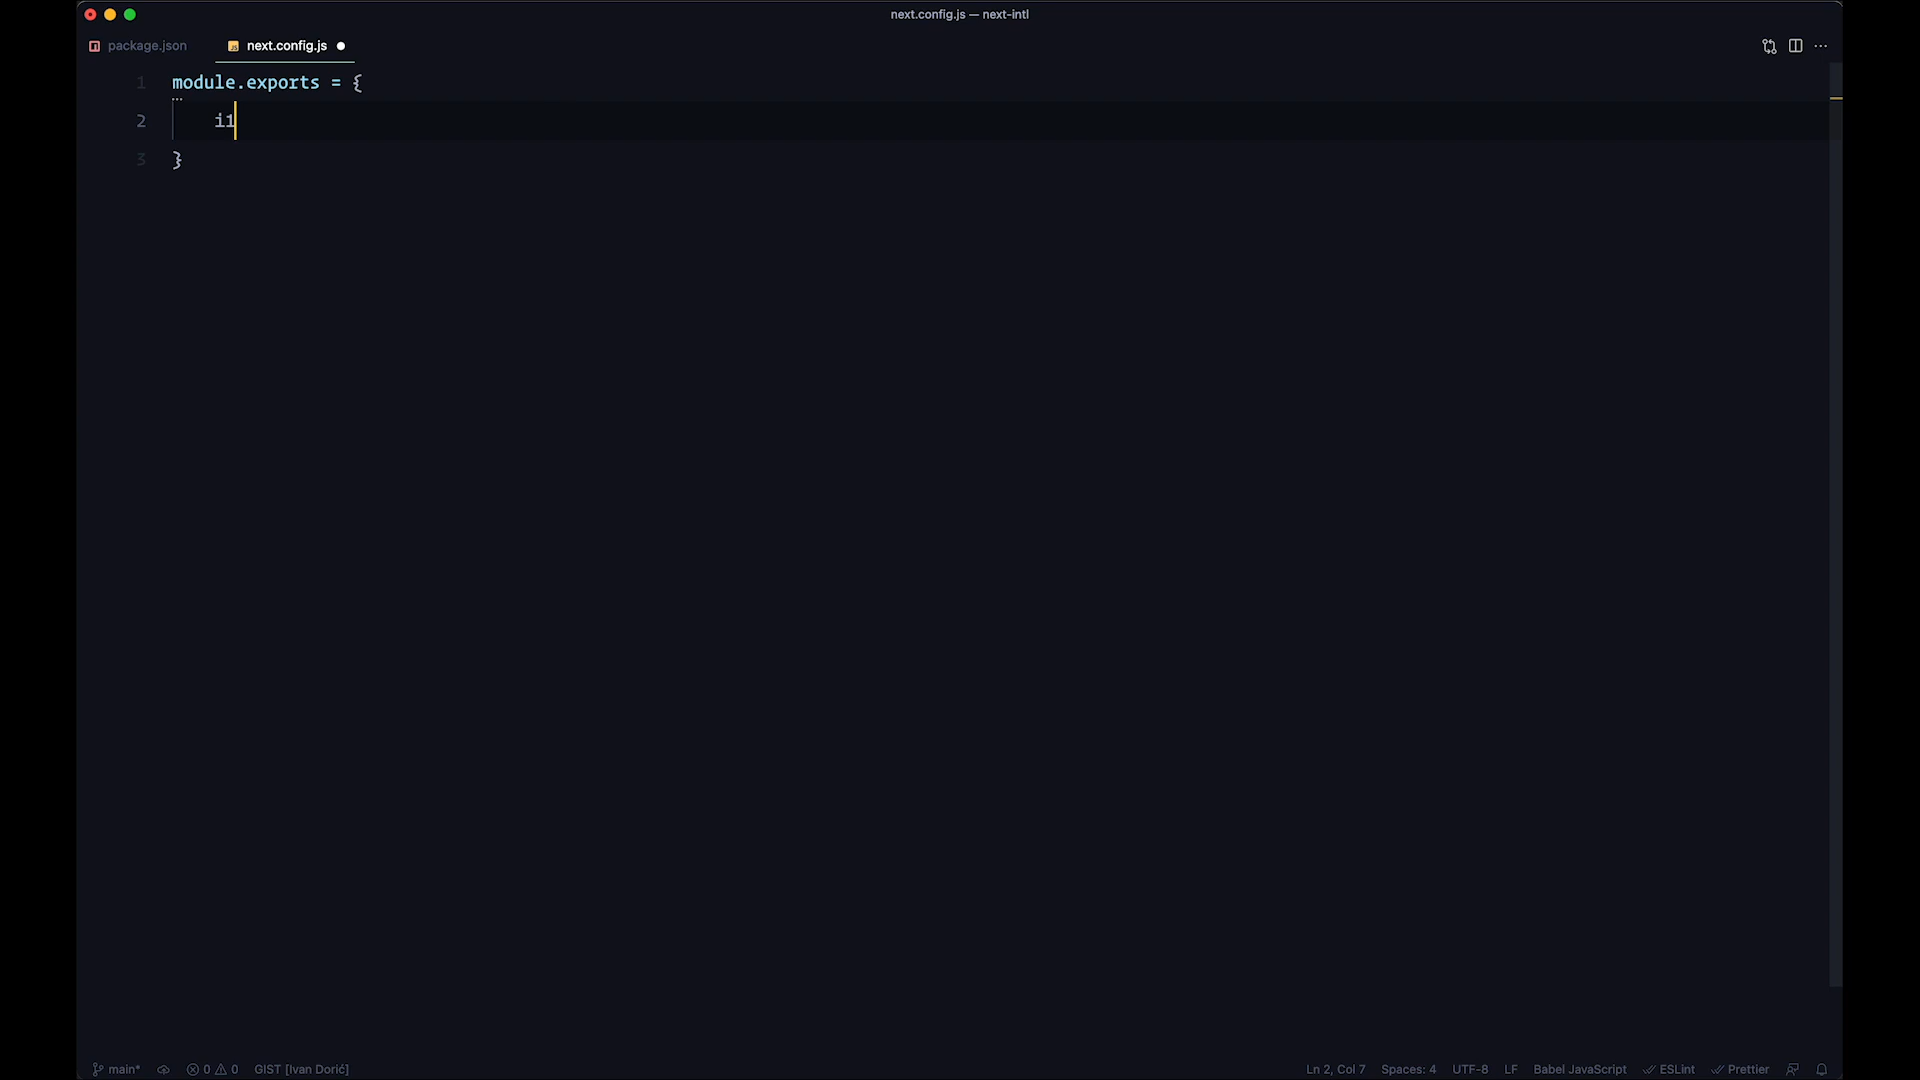 next.config.js — next-intl
package.json
next.config.js
1 module.exports = {
2 i1
3 }
main* 0 0 GIST [Ivan Dorić] Ln 2, Col 7 Spaces: 4 UTF-8 LF Babel JavaScript ESLint Prettier